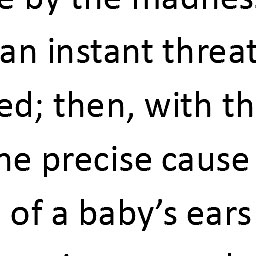 by the madness
an instant threat
ed; then, with th
he precise cause
of a baby’s ears